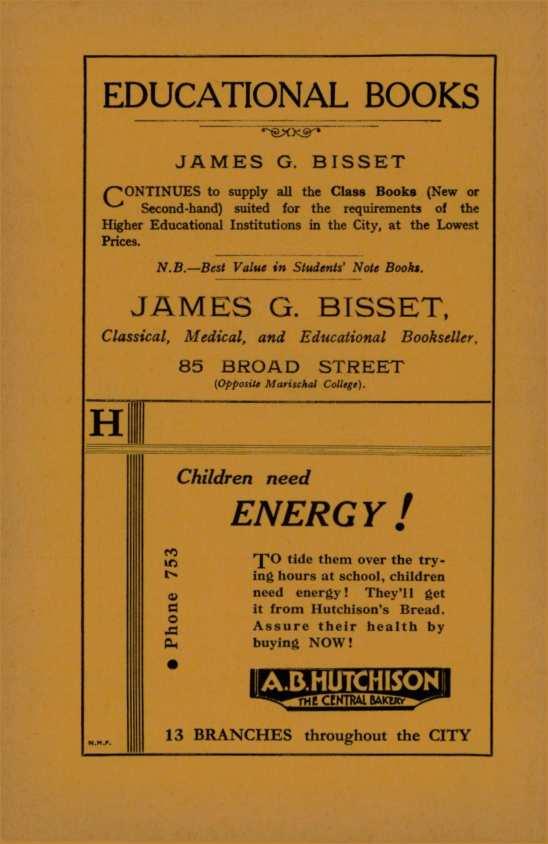 EDUCATIONAL BOOKS
JAMES G. BISSET
CONTINUES to supply all the Class Books (New or
Second-hand) suited for the requirements of the
Higher Educational Institutions in the City, at the Lowest
Prices.
N.B.—Best Value in Students' Note Books.
JAMES G. BISSET,
Classical, Medical, and Educational Bookseller,
85 BROAD STREET
(Opposite Marischal College).
H
Children need
ENERGY!
● Phone 753
TO tide them over the try-
ing hours at school, children
need energy! They'll get
it from Hutchison's Bread.
Assure their health by
buying NOW!
A.B. HUTCHISON
THE CENTRAL BAKERY
13 BRANCHES throughout the CITY
N.H.F.